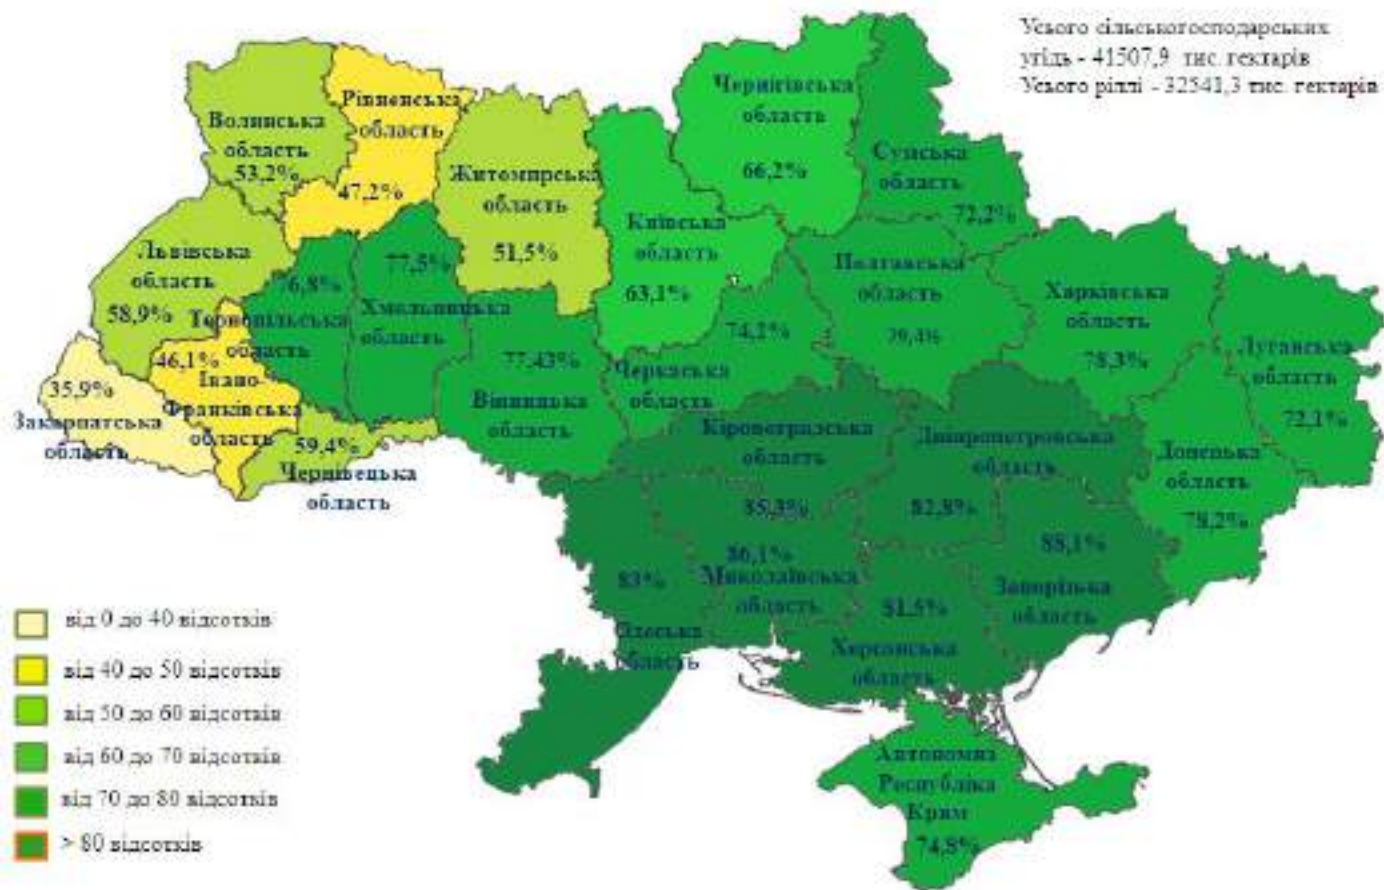 Усього сільськогосподарських
угідь - 41507,9 тис. гектарів
Усього ріллі - 32541,3 тис. гектарів
Волинська
область
53,2%
Рівненська
область
47,2%
Житомирська
область
51,5%
Чернігівська
область
66,2%
Сумська
область
72,2%
Київська
область
63,1%
Львівська
область
58,9%
76,8%
Тернопільська
область
77,5%
Хмельницька
область
Полтавська
область
79,4%
Харківська
область
78,3%
Луганська
область
72,1%
74,2%
Черкаська
область
77,43%
Вінницька
область
46,1%
Івано-
Франківська
область
35,9%
Закарпатська
область
59,4%
Чернівецька
область
Кіровоградська
область
85,3%
Дніпропетровська
область
82,8%
Донецька
область
78,2%
83%
Одеська
область
86,1%
Миколаївська
область
81,5%
Херсонська
область
88,1%
Запорізька
область
Автономна
Республіка
Крим
74,8%
від 0 до 40 відсотків
від 40 до 50 відсотків
від 50 до 60 відсотків
від 60 до 70 відсотків
від 70 до 80 відсотків
> 80 відсотків